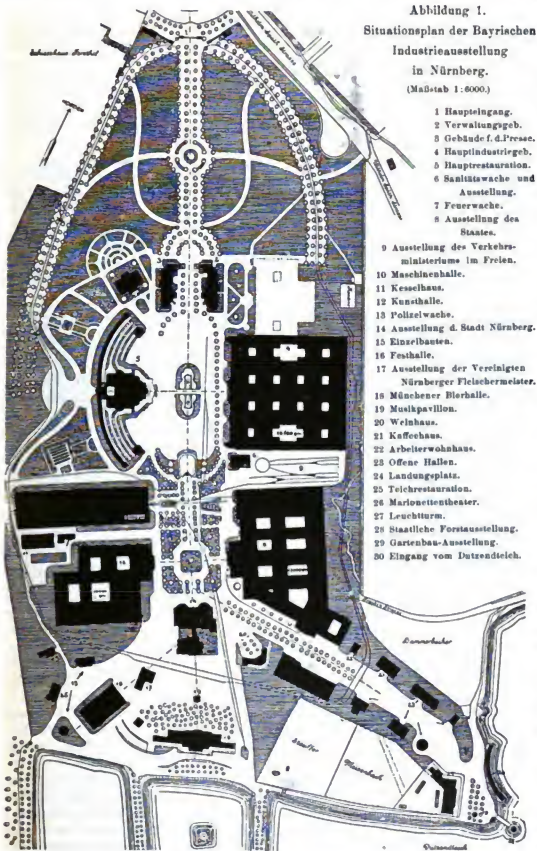 Abbildung 1.
Situationsplan der Bayrischen
Industrieausstellung
in Nürnberg.
(Maßstab 1:6000.)
1 Haupteingang.
2 Verwaltungsgeb.
3 Gebäude f. d. Presse.
4 Hauptindustriegeb.
5 Hauptrestauration.
6 Sanitätswache und
Ausstellung.
7 Feuerwache.
8 Ausstellung des
Staates.
9 Ausstellung des Verkehrs-
ministeriums im Freien.
10 Maschinenhalle.
11 Kesselhaus.
12 Kunsthalle.
13 Polizeiwache.
14 Ausstellung d. Stadt Nürnberg.
15 Einzelbauten.
16 Festhalle.
17 Ausstellung der Vereinigten
Nürnberger Fleischermeister.
18 Münchener Bierhalle.
19 Musikpavillon.
20 Weinhaus.
21 Kaffeehaus.
22 Arbeiterwohnhaus.
23 Offene Hallen.
24 Landungsplatz.
25 Teichrestauration.
26 Marionettentheater.
27 Leuchtturm.
28 Staatliche Forstausstellung.
29 Gartenbau-Ausstellung.
30 Eingang vom Dutzendteich.
Dutzendteich